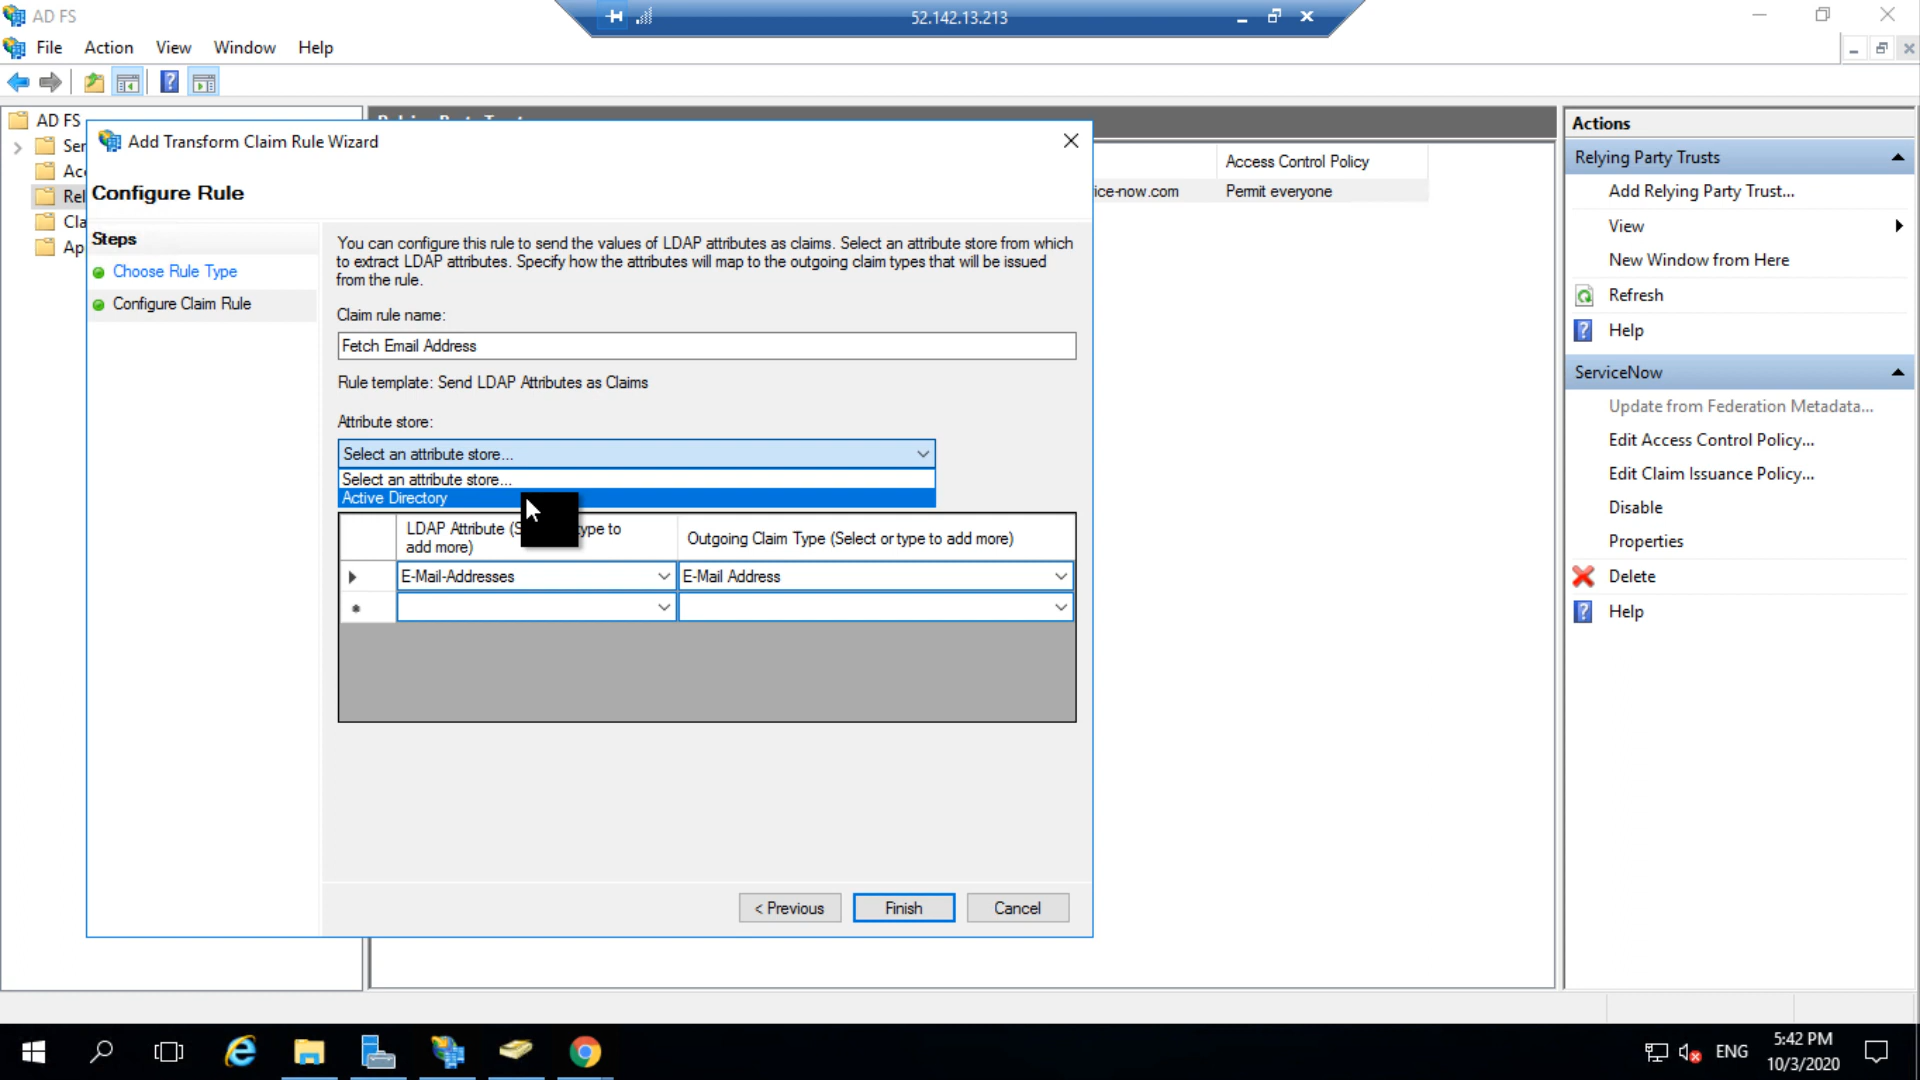 AD FS
52.142.13.213
File Action View Window Help
AD FS
Add Transform Claim Rule Wizard
Configure Rule
Steps
Choose Rule Type
Configure Claim Rule
You can configure this rule to send the values of LDAP attributes as claims. Select an attribute store from which
to extract LDAP attributes. Specify how the attributes will map to the outgoing claim types that will be issued
from the rule.
Claim rule name:
Fetch Email Address
Rule template: Send LDAP Attributes as Claims
Attribute store:
Select an attribute store...
Select an attribute store...
Active Directory
LDAP Attribute (S type to
add more)
Outgoing Claim Type (Select or type to add more)
E-Mail-Addresses
E-Mail Address
< Previous
Finish
Cancel
Access Control Policy
ice-now.com
Permit everyone
Actions
Relying Party Trusts
Add Relying Party Trust...
View
New Window from Here
Refresh
Help
ServiceNow
Update from Federation Metadata...
Edit Access Control Policy...
Edit Claim Issuance Policy...
Disable
Properties
Delete
Help
ENG
5:42 PM
10/3/2020